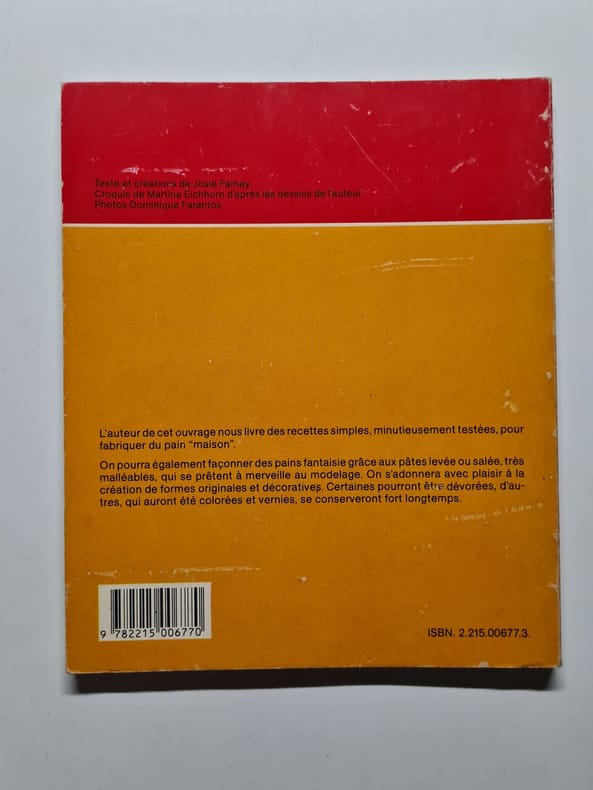 Texte et créations de Josie Farnay
Croquis de Martine Eichhorn d'après les dessins de l'auteur
Photos Dominique Farantos
L'auteur de cet ouvrage nous livre des recettes simples, minutieusement testées, pour
fabriquer du pain "maison".
On pourra également façonner des pains fantaisie grâce aux pâtes levée ou salée, très
malléables, qui se prêtent à merveille au modelage. On s'adonnera avec plaisir à la
création de formes originales et décoratives. Certaines pourront être dévorées, d'au-
tres, qui auront été colorées et vernies, se conserveront fort longtemps.
9 782215 006770
ISBN. 2.215.00677.3.